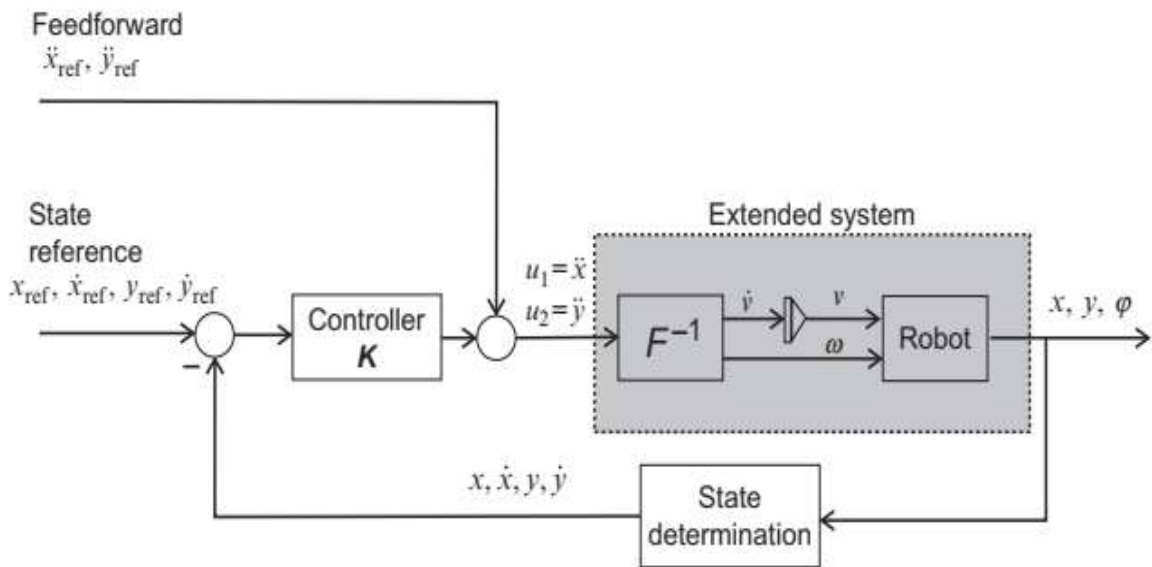 Feedforward
ẍref, ÿref
State
reference
xref, ẋref, yref, ẏref
–
Controller
K
u1 = ẍ
u2 = ÿ
Extended system
F−1
v̇
v
ω
Robot
x, y, φ
x, ẋ, y, ẏ
State
determination